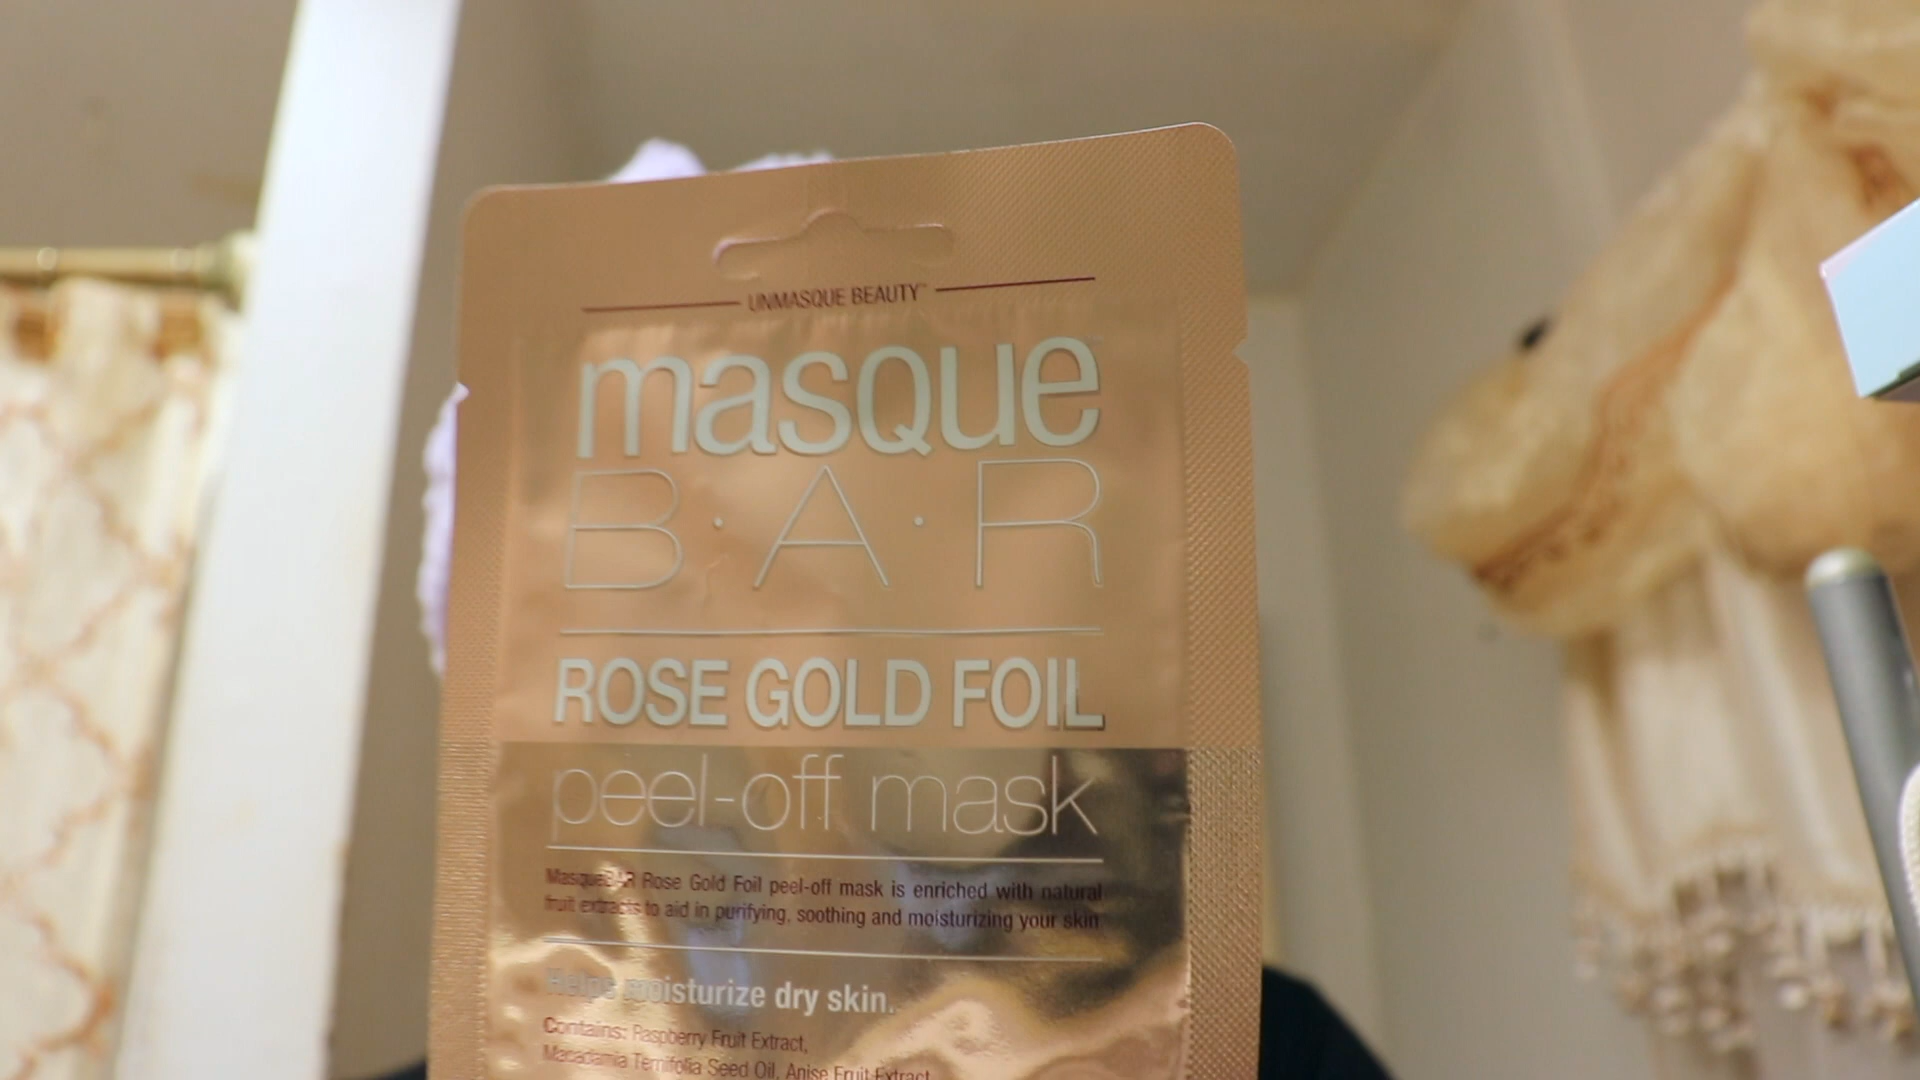 UNMASQUE BEAUTY™
masque
B·A·R
ROSE GOLD FOIL
peel-off mask
MasqueBAR Rose Gold Foil peel-off mask is enriched with natural
fruit extracts to aid in purifying, soothing and moisturizing your skin
Helps moisturize dry skin.
Contains: Raspberry Fruit Extract,
Macadamia Ternifolia Seed Oil, Anise Fruit Extract